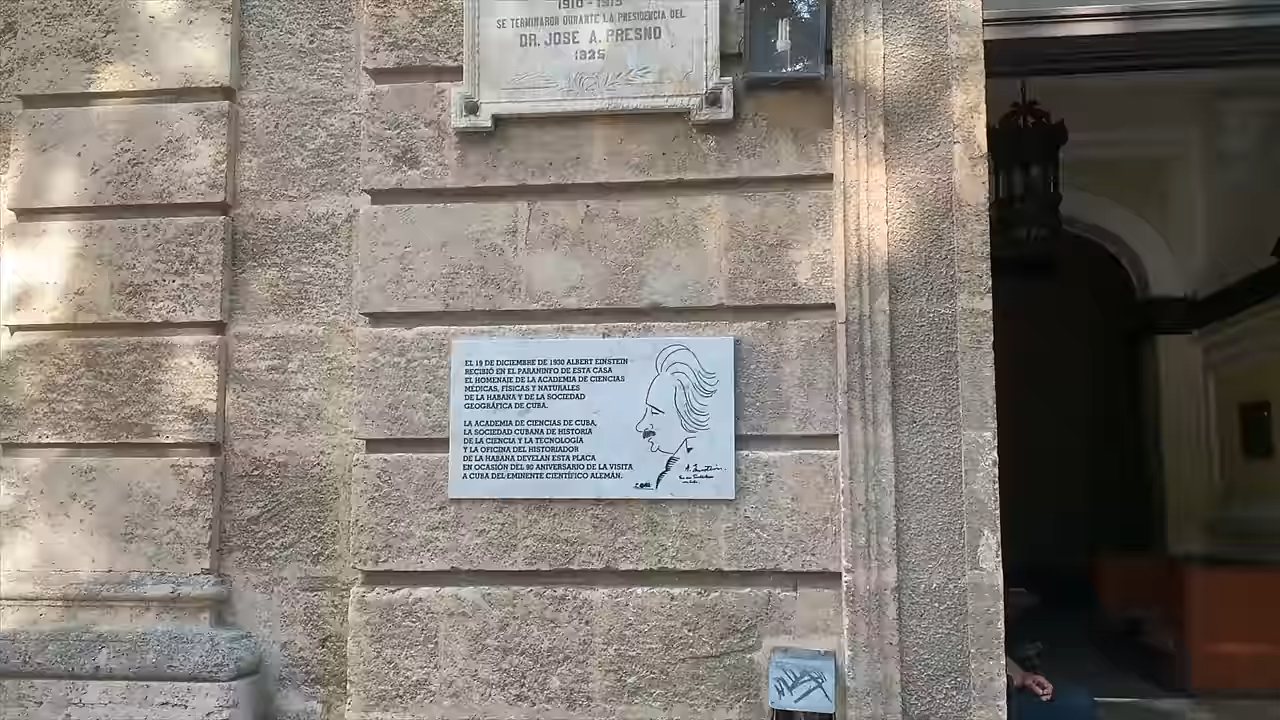 1910 - 1915
SE TERMINARON DURANTE LA PRESIDENCIA DEL
DR. JOSE A. PRESNO
1925
EL 19 DE DICIEMBRE DE 1930 ALBERT EINSTEIN
RECIBIÓ EN EL PARANINFO DE ESTA CASA
EL HOMENAJE DE LA ACADEMIA DE CIENCIAS
MÉDICAS, FÍSICAS Y NATURALES
DE LA HABANA Y DE LA SOCIEDAD
GEOGRÁFICA DE CUBA.
LA ACADEMIA DE CIENCIAS DE CUBA,
LA SOCIEDAD CUBANA DE HISTORIA
DE LA CIENCIA Y LA TECNOLOGÍA
Y LA OFICINA DEL HISTORIADOR
DE LA HABANA DEVELAN ESTA PLACA
EN OCASIÓN DEL 90 ANIVERSARIO DE LA VISITA
A CUBA DEL EMINENTE CIENTÍFICO ALEMÁN.
A. Einstein.